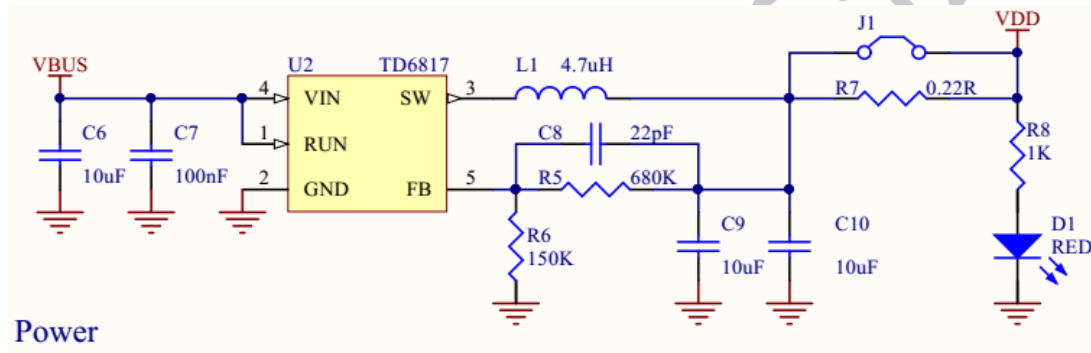 J1
VDD
VBUS
U2
TD6817
L1
4.7uH
4
VIN
SW
3
R7
0.22R
C6
C7
C8
22pF
R8
1K
1
RUN
10uF
100nF
2
GND
FB
5
R5
680K
R6
150K
C9
C10
D1
RED
10uF
10uF
Power